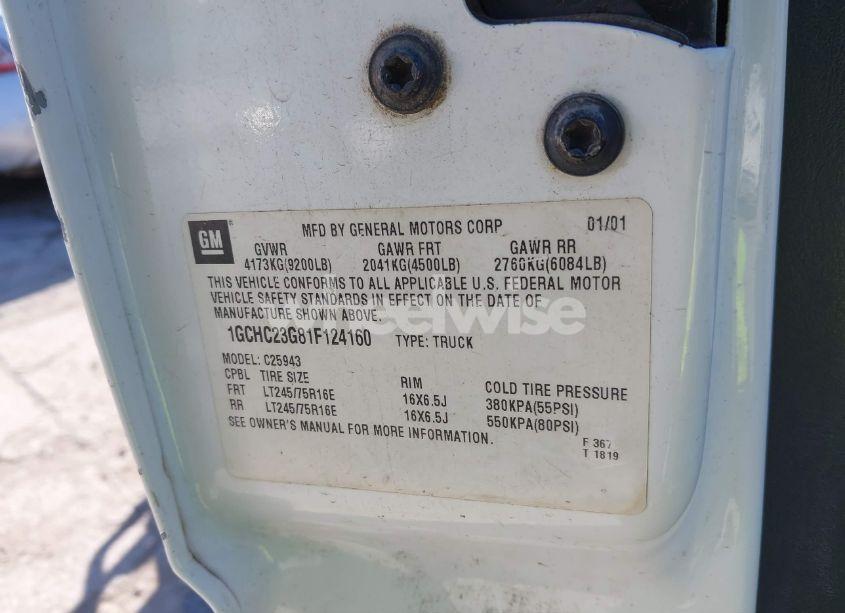 GM
MFD BY GENERAL MOTORS CORP 01/01
GVWR GAWR FRT GAWR RR
4173KG(9200LB) 2041KG(4500LB) 2760KG(6084LB)
THIS VEHICLE CONFORMS TO ALL APPLICABLE U.S. FEDERAL MOTOR
VEHICLE SAFETY STANDARDS IN EFFECT ON THE DATE OF
MANUFACTURE SHOWN ABOVE.
1GCHC23G81F124160 TYPE: TRUCK
MODEL: C25943
CPBL TIRE SIZE RIM COLD TIRE PRESSURE
FRT LT245/75R16E 16X6.5J 380KPA(55PSI)
RR LT245/75R16E 16X6.5J 550KPA(80PSI)
SEE OWNER'S MANUAL FOR MORE INFORMATION.
F 367
T 1819